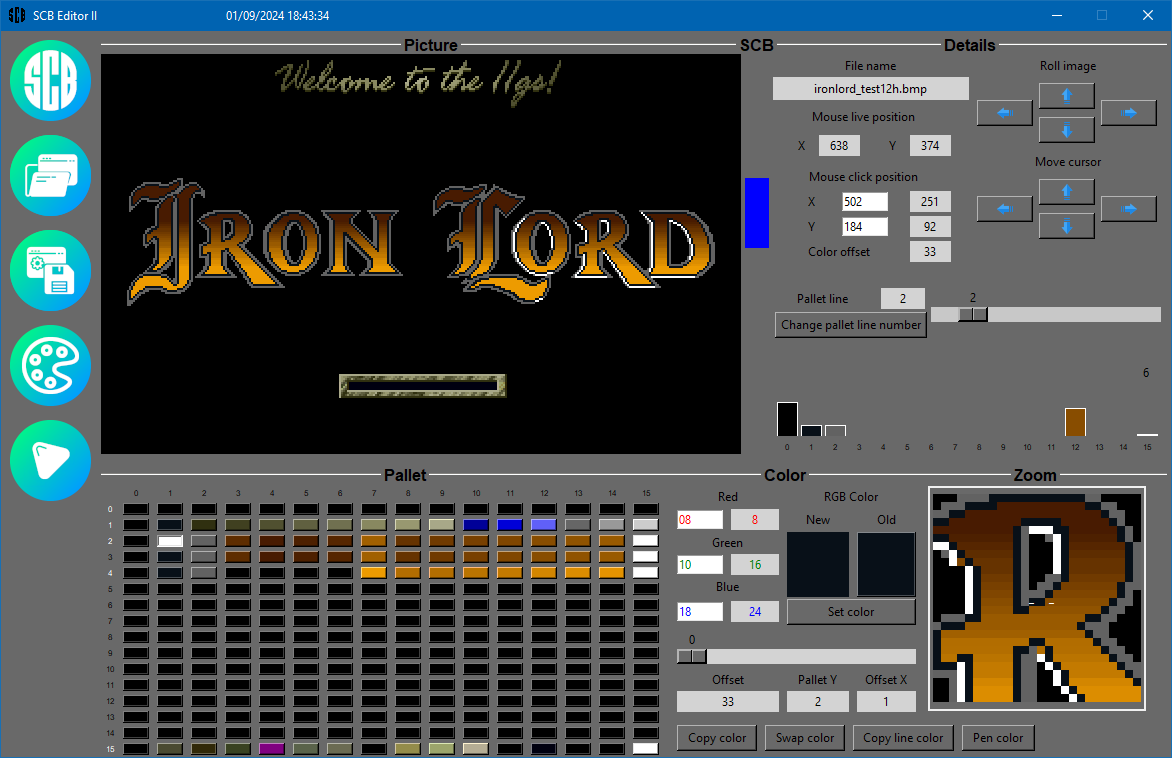 SCB SCB Editor II 01/09/2024 18:43:34
SCB
Picture
Welcome to the IIgs!
IRON LORD
SCB
Details
File name
ironlord_test12h.bmp
Mouse live position
X 638 Y 374
Mouse click position
X 502 251
Y 184 92
Color offset 33
Roll image
Move cursor
Pallet line 2 2
Change pallet line number
6
0 1 2 3 4 5 6 7 8 9 10 11 12 13 14 15
Pallet
0 1 2 3 4 5 6 7 8 9 10 11 12 13 14 15
0
1
2
3
4
5
6
7
8
9
10
11
12
13
14
15
Color
Red
08 8
Green
10 16
Blue
18 24
RGB Color
New Old
Set color
0
Offset Pallet Y Offset X
33 2 1
Copy color Swap color Copy line color Pen color
Zoom